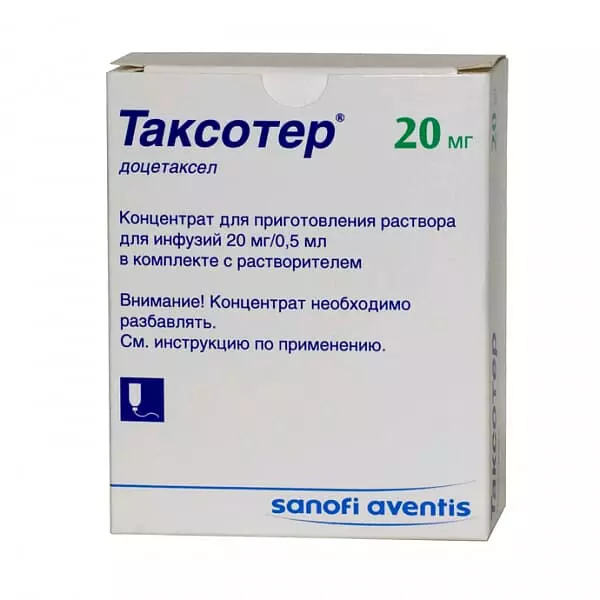 Таксотер® 20 мг
доцетаксел
Концентрат для приготовления раствора
для инфузий 20 мг/0,5 мл
в комплекте с растворителем
Внимание! Концентрат необходимо
разбавлять.
См. инструкцию по применению.
sanofi aventis
Таксотер
20